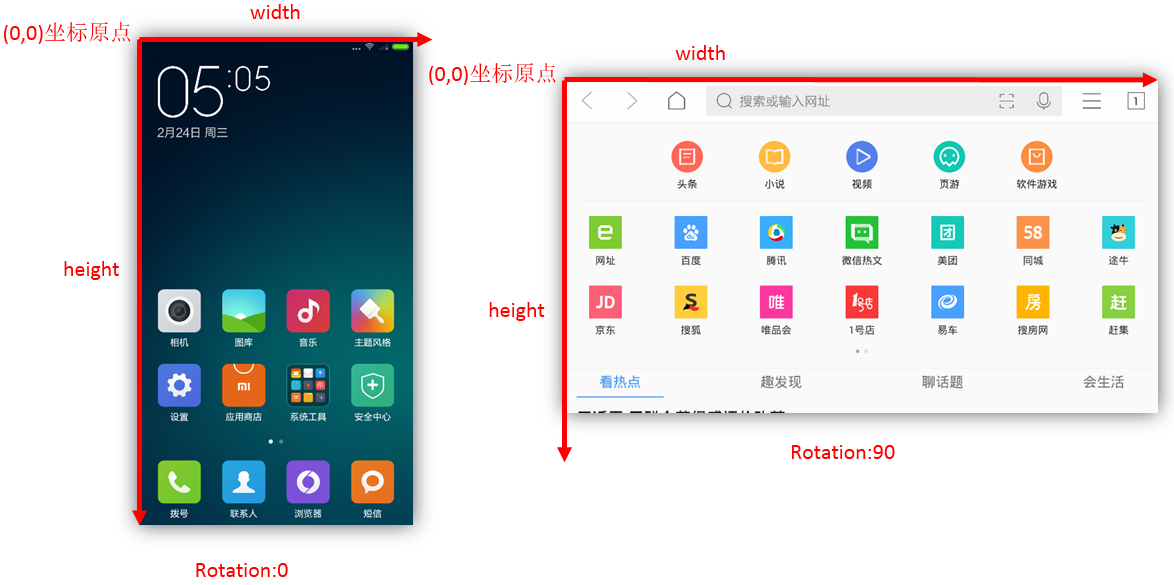 width
(0,0)坐标原点
05:05
2月24日 周三
height
相机 图库 音乐 主题风格
mi
设置 应用商店 系统工具 安全中心
拨号 联系人 浏览器 短信
Rotation:0
width
(0,0)坐标原点
搜索或输入网址 1
头条 小说 视频 页游 软件游戏
e 团 58
网址 百度 腾讯 微信热文 美团 同城 途牛
height
JD S 唯 1号店 房 赶
京东 搜狐 唯品会 1号店 易车 搜房网 赶集
看热点 趣发现 聊话题 会生活
Rotation:90